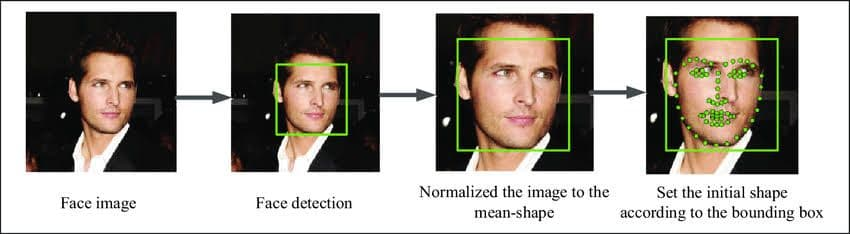 Face image
Face detection
Normalized the image to the
mean-shape
Set the initial shape
according to the bounding box